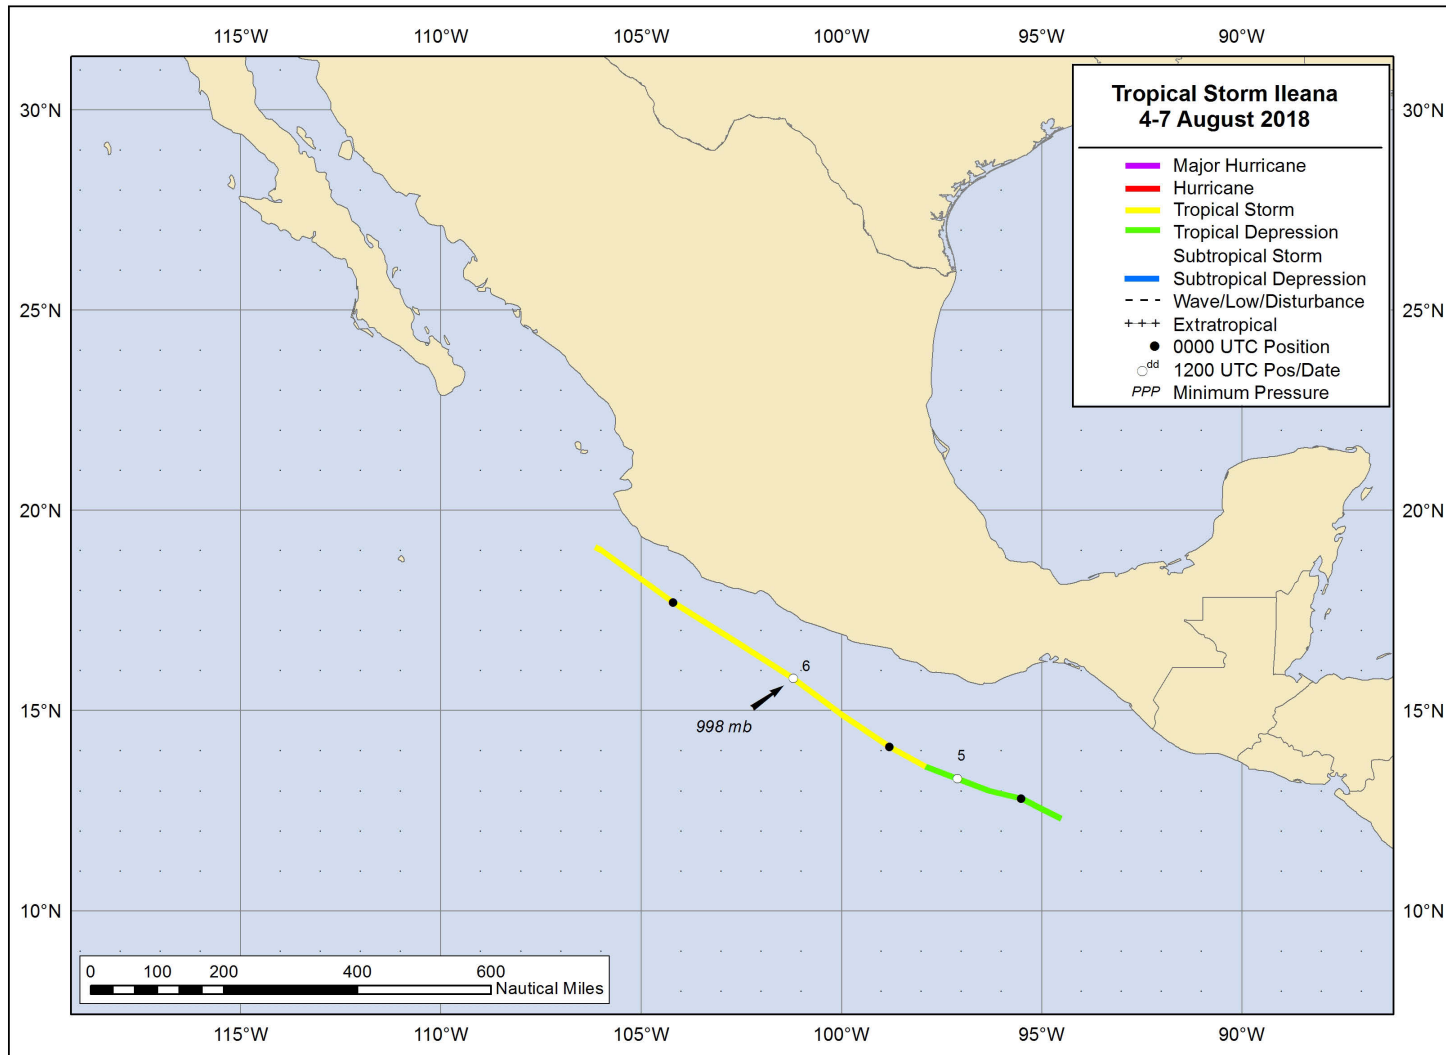 115°W 110°W 105°W 100°W 95°W 90°W
Tropical Storm Ileana
4-7 August 2018
Major Hurricane
Hurricane
Tropical Storm
Tropical Depression
Subtropical Storm
Subtropical Depression
Wave/Low/Disturbance
+++ Extratropical
0000 UTC Position
dd 1200 UTC Pos/Date
PPP Minimum Pressure
30°N 30°N
25°N 25°N
20°N 20°N
6
15°N 15°N
998 mb
5
10°N 10°N
0 100 200 400 600
Nautical Miles
115°W 110°W 105°W 100°W 95°W 90°W